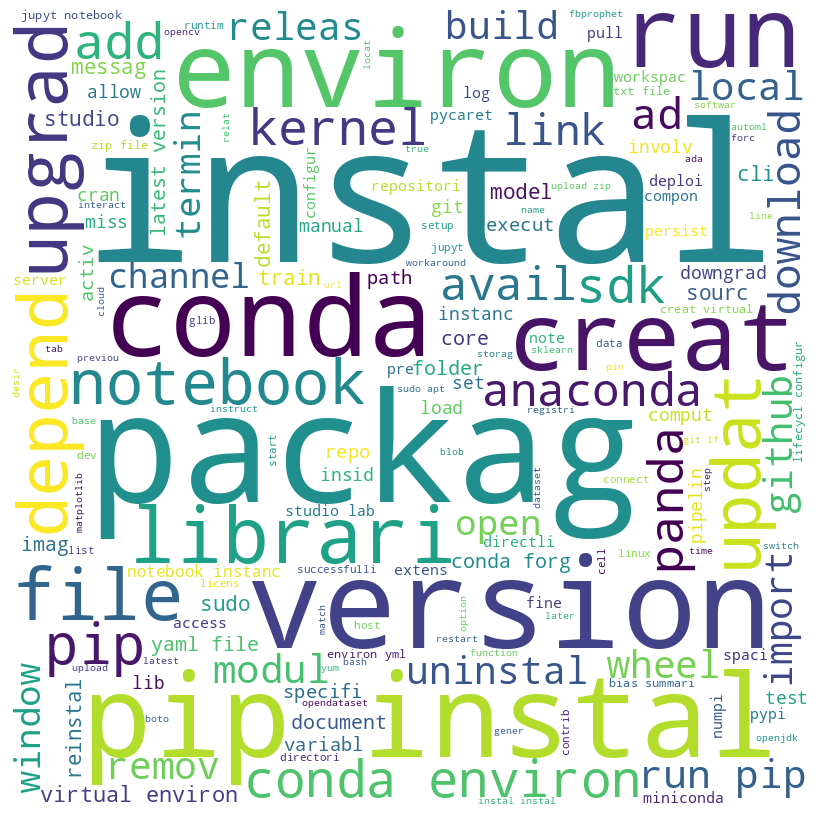 jupyt notebook
opencv
add
runtim
releas
build
fbprophet
pull
run
messag
environ
locat
workspac
txt file
local
allow
log
studio
latest version
termin
kernel
pycaret
link
ad
softwar
automl
forc
download
upgrad
zip file
relat
true
involv
ada
instal
cran
interact
miss
configur
default
repositori
git
model
upload zip
deploi
compon
cli
manual
setup
execut
name
line
jupyt
persist
activ
channel
train
path
workaround
avail
sdk
downgrad
server
cloud
url
sourc
conda
glib
instanc
creat virtual
tab
core
note
creat
previou
storag
sklearn
data
pin
depend
desir
notebook
pre
folder
set
anaconda
lifecycl configur
sudo apt
instruct
load
registri
panda
comput
updat
github
base
packag
start
repo
blob
git lf
dev
matplotlib
insid
dataset
connect
pipelin
step
librari
studio lab
open
imag
list
directli
cell
linux
time
switch
conda forg
notebook instanc
successfulli
extens
file
licens
version
sudo
match
host
option
fine
later
import
access
restart
function
pip
yaml file
environ yml
latest
yum
bash
spaci
upload
modul
uninstal
wheel
window
lib
bias summari
reinstal
specifi
opendataset
test
boto
document
contrib
numpi
pypi
pip instal
variabl
gener
openjdk
directori
remov
conda environ
run pip
virtual environ
instal instal
miniconda